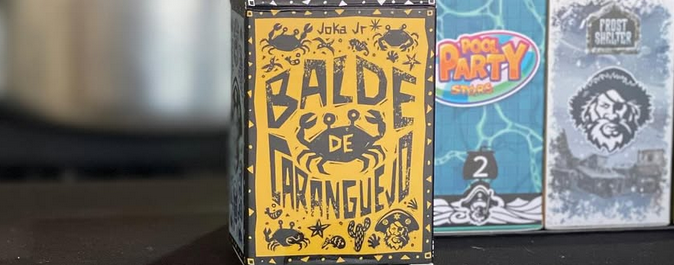 Joka Jr
BALDE
DE
CARANGUEJO
POOL
PARTY
2
FROST
SHELTER